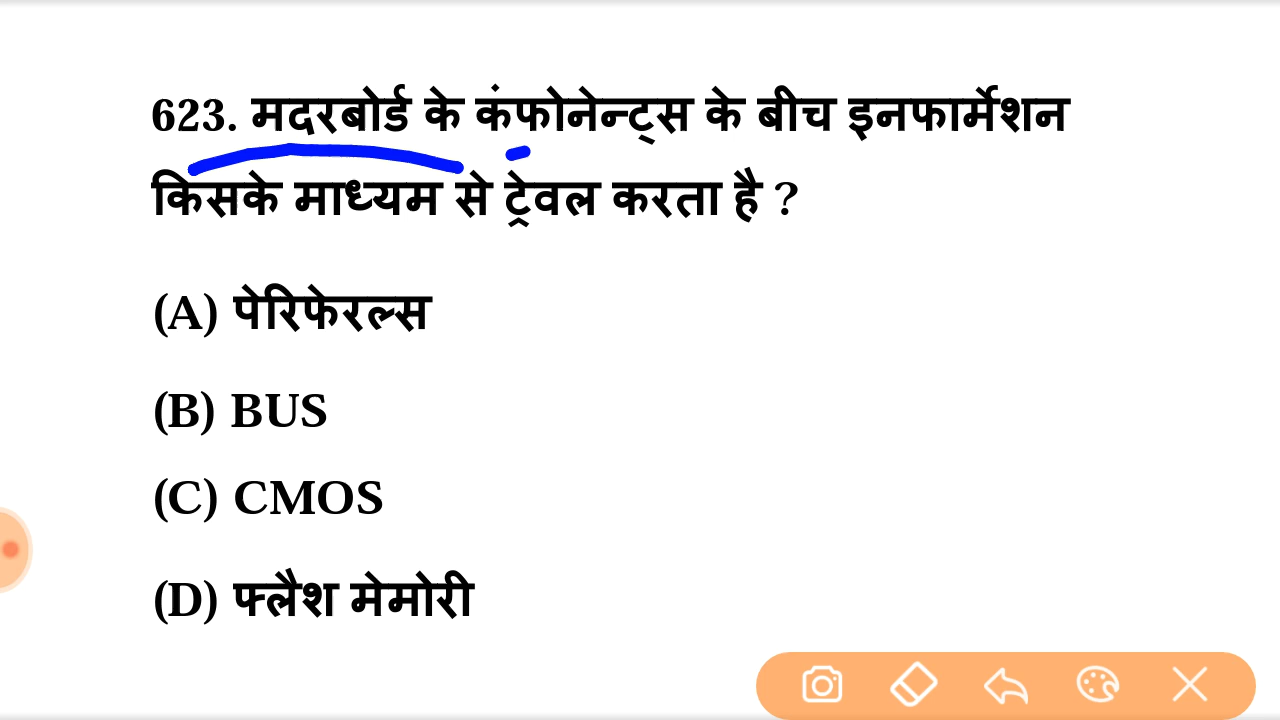 623. मदरबोर्ड के कंफोनेन्ट्स के बीच इनफार्मेशन
किसके माध्यम से ट्रेवल करता है ?
(A) पेरिफेरल्स
(B) BUS
(C) CMOS
(D) फ्लैश मेमोरी